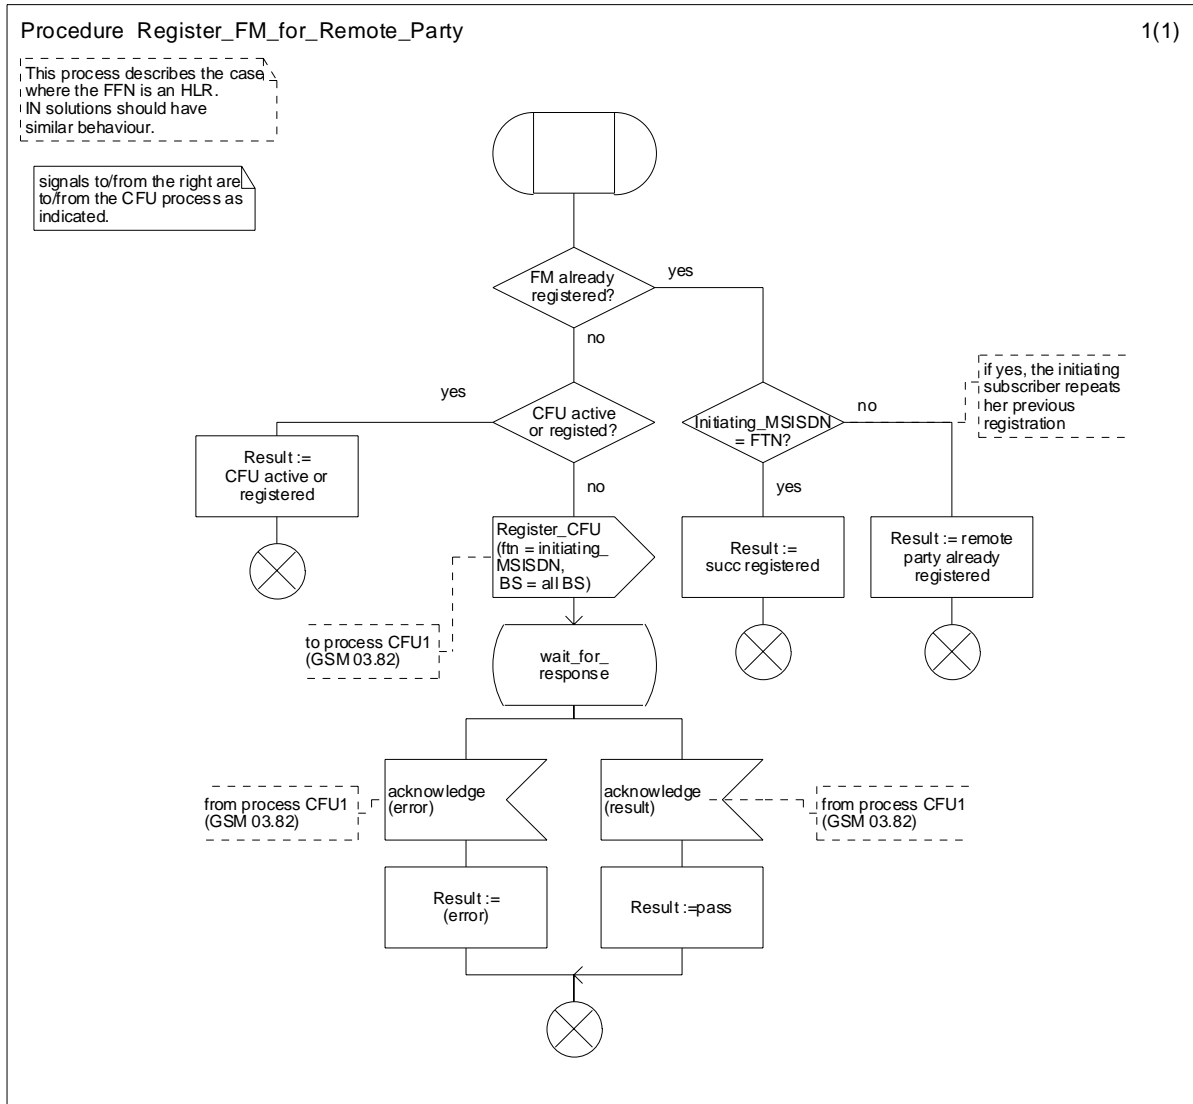 Procedure Register_FM_for_Remote_Party
1(1)
This process describes the case
where the FFN is an HLR.
IN solutions should have
similar behaviour.
signals to/from the right are
to/from the CFU process as
indicated.
FM already
registered?
yes
no
if yes, the initiating
subscriber repeats
her previous
registration
yes
CFU active
or registed?
Initiating_MSISDN
= FTN?
no
Result :=
CFU active or
registered
no
yes
Register_CFU
(ftn = initiating_
MSISDN,
BS = all BS)
Result :=
succ registered
Result := remote
party already
registered
to process CFU1
(GSM 03.82)
wait_for_
response
from process CFU1
(GSM 03.82)
acknowledge
(error)
acknowledge
(result)
from process CFU1
(GSM 03.82)
Result :=
(error)
Result :=pass